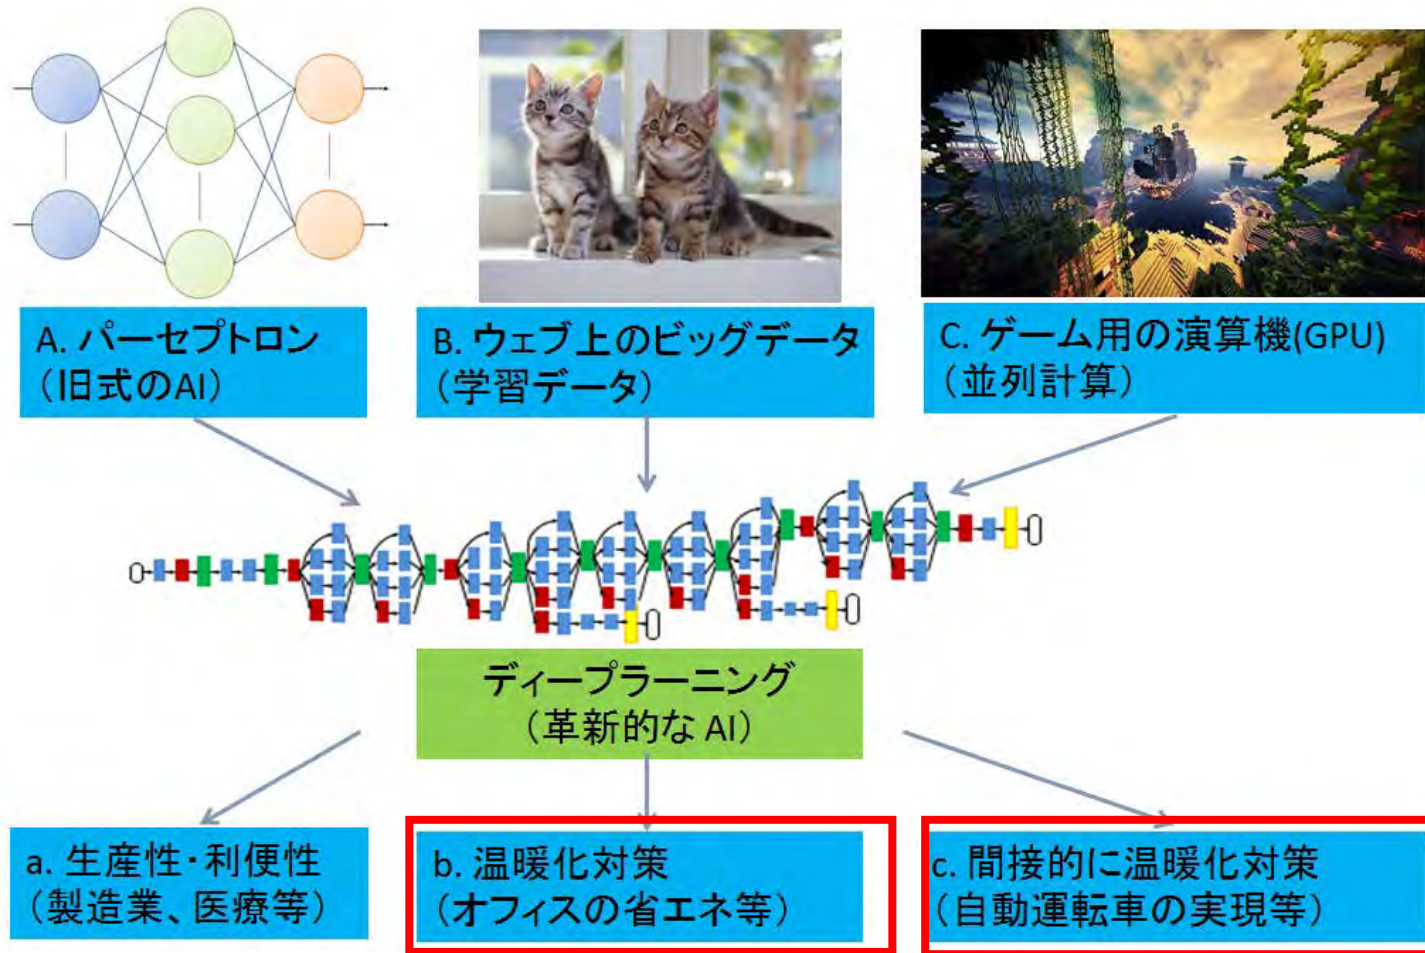 A. パーセプトロン
（旧式のAI）
B. ウェブ上のビッグデータ
（学習データ）
C. ゲーム用の演算機(GPU)
（並列計算）
ディープラーニング
（革新的な AI）
a. 生産性・利便性
（製造業、医療等）
b. 温暖化対策
（オフィスの省エネ等）
c. 間接的に温暖化対策
（自動運転車の実現等）